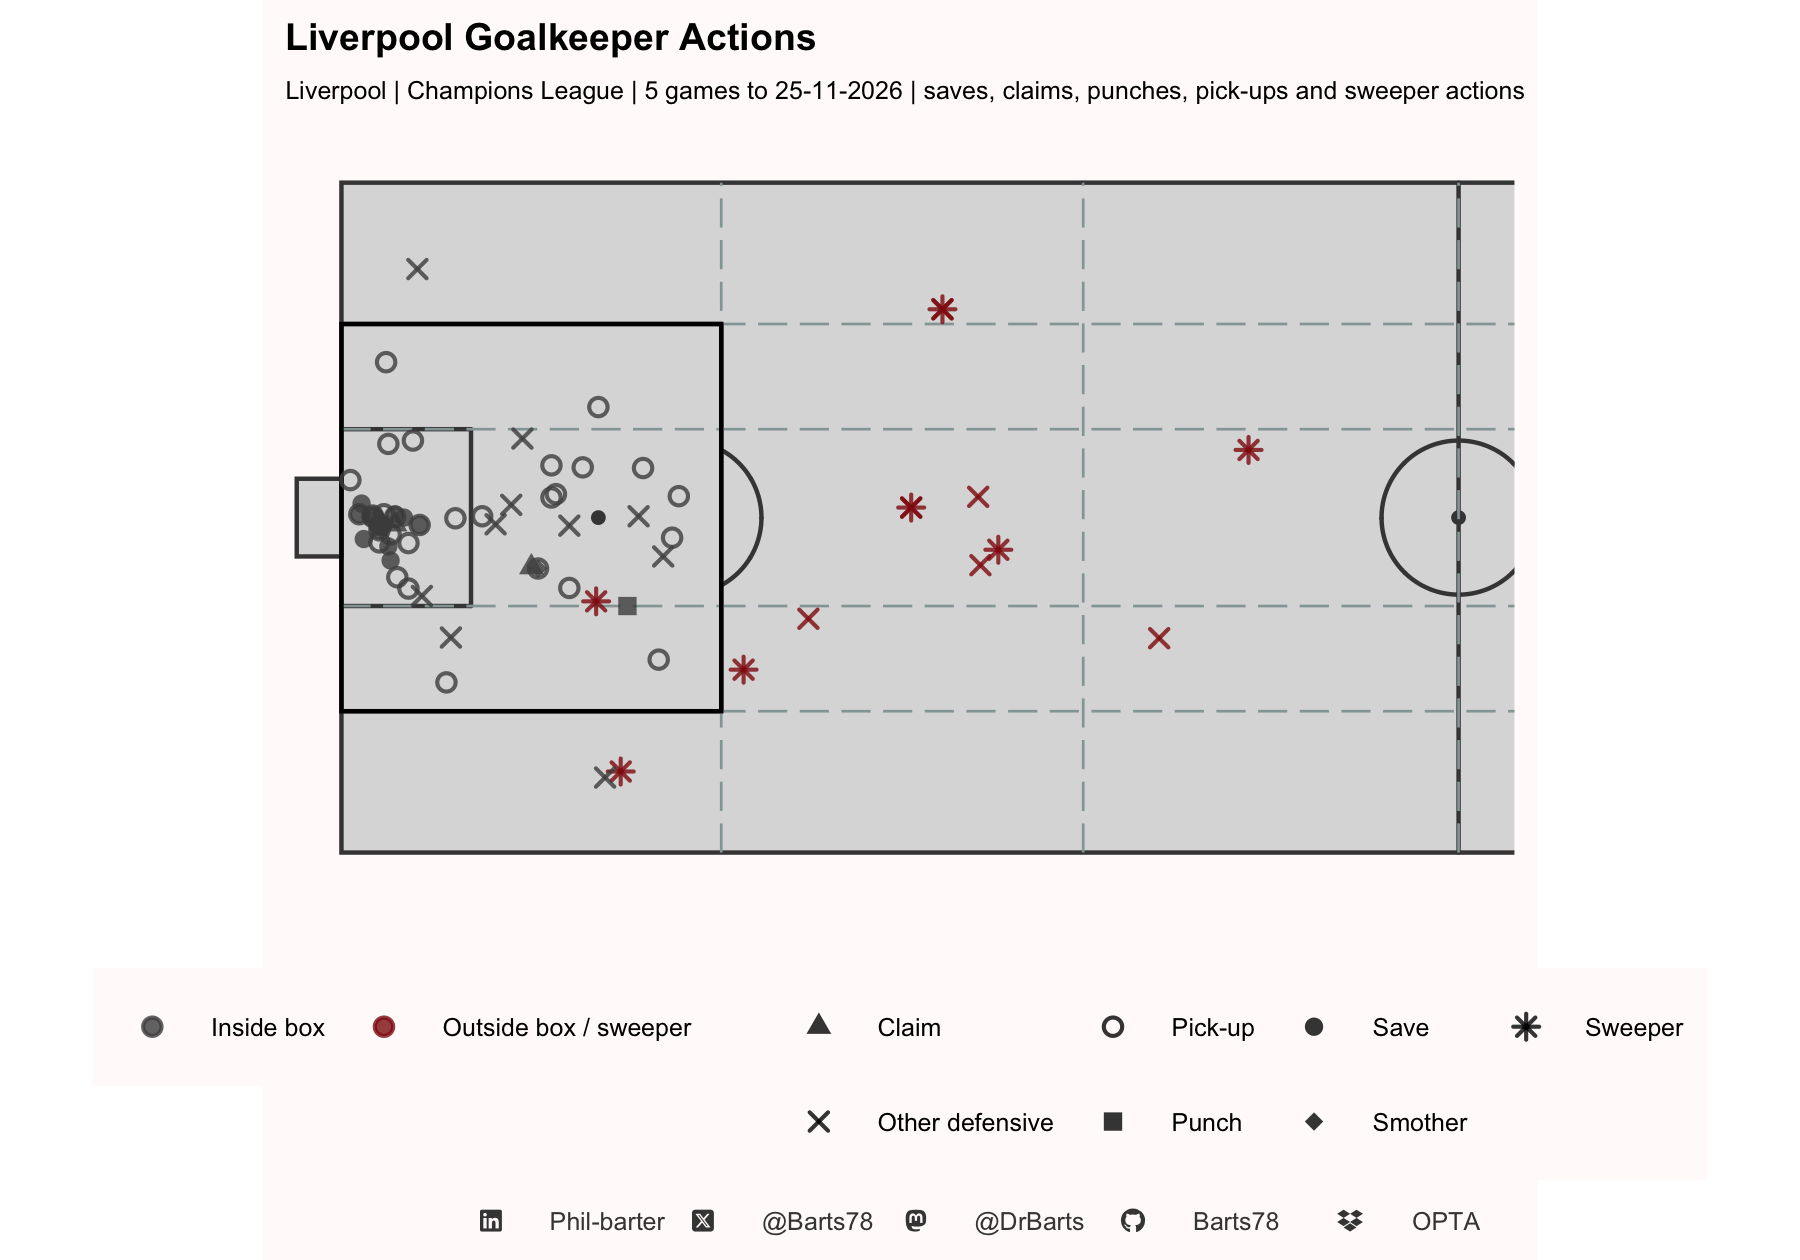 Liverpool Goalkeeper Actions
Liverpool | Champions League | 5 games to 25-11-2026 | saves, claims, punches, pick-ups and sweeper actions
Inside box Outside box / sweeper Claim Pick-up Save Sweeper
Other defensive Punch Smother
Phil-barter @Barts78 @DrBarts Barts78 OPTA